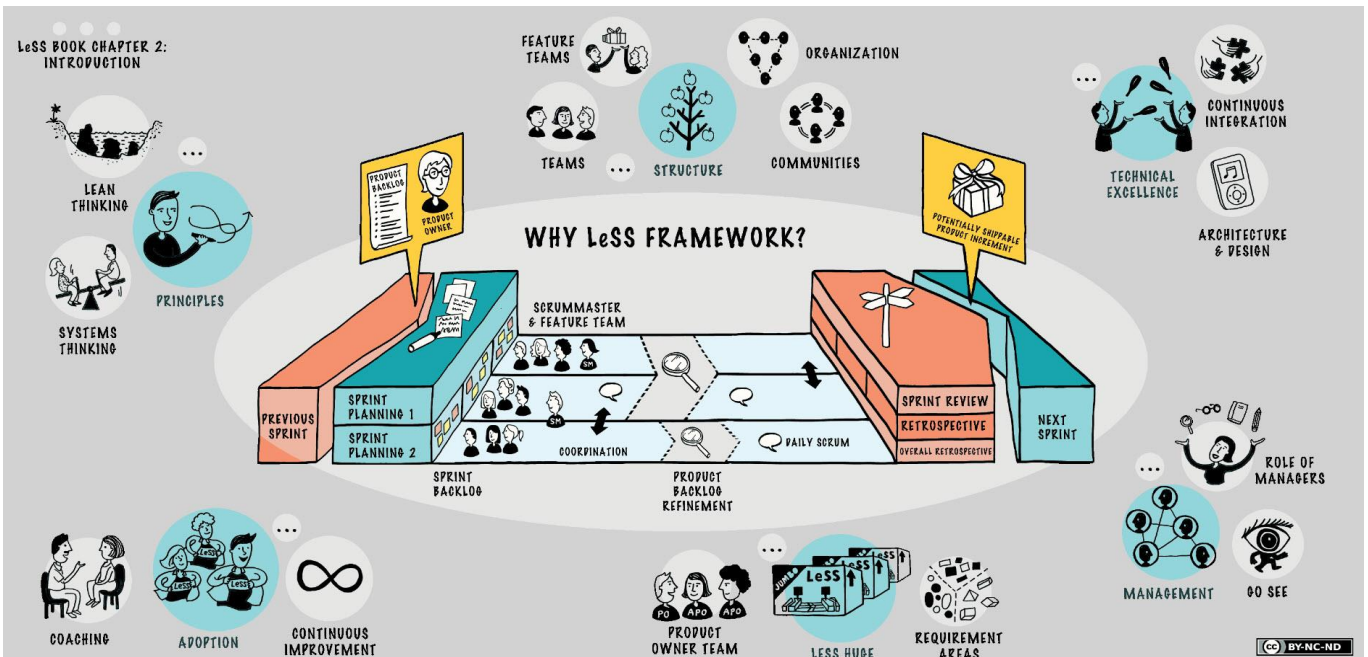 LeSS BOOK CHAPTER 2:
INTRODUCTION
LEAN
THINKING
SYSTEMS
THINKING
PRINCIPLES
FEATURE
TEAMS
TEAMS
...
STRUCTURE
ORGANIZATION
COMMUNITIES
...
TECHNICAL
EXCELLENCE
CONTINUOUS
INTEGRATION
ARCHITECTURE
& DESIGN
...
PRODUCT
BACKLOG
PRODUCT
OWNER
POTENTIALLY SHIPPABLE
PRODUCT INCREMENT
WHY LeSS FRAMEWORK?
SCRUMMASTER
& FEATURE TEAM
SM
SM
PREVIOUS
SPRINT
SPRINT
PLANNING 1
SPRINT
PLANNING 2
COORDINATION
DAILY SCRUM
SPRINT REVIEW
RETROSPECTIVE
OVERALL RETROSPECTIVE
NEXT
SPRINT
SPRINT
BACKLOG
PRODUCT
BACKLOG
REFINEMENT
COACHING
LeSS
LeSS
LeSS
ADOPTION
...
CONTINUOUS
IMPROVEMENT
PO
APO
APO
PRODUCT
OWNER TEAM
...
JUMBO
LeSS
LESS HUGE
REQUIREMENT
AREAS
...
MANAGEMENT
ROLE OF
MANAGERS
GO SEE
CC BY-NC-ND